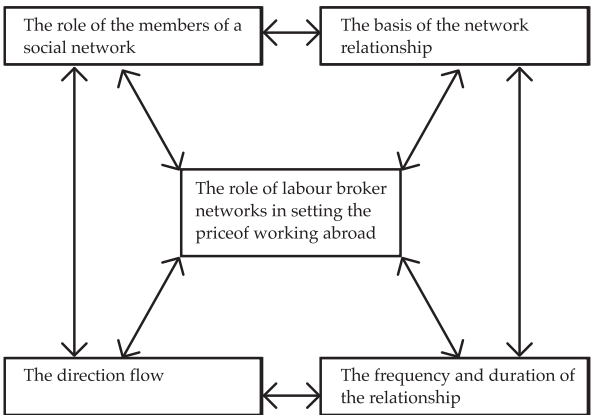 The role of the members of a
social network
The basis of the network
relationship
The role of labour broker
networks in setting the
priceof working abroad
The direction flow
The frequency and duration of
the relationship